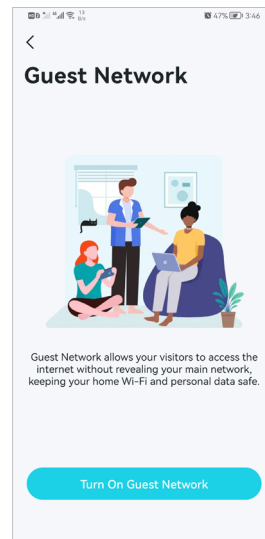 13
B/s
47% 3:46
Guest Network
Guest Network allows your visitors to access the
internet without revealing your main network,
keeping your home Wi-Fi and personal data safe.
Turn On Guest Network